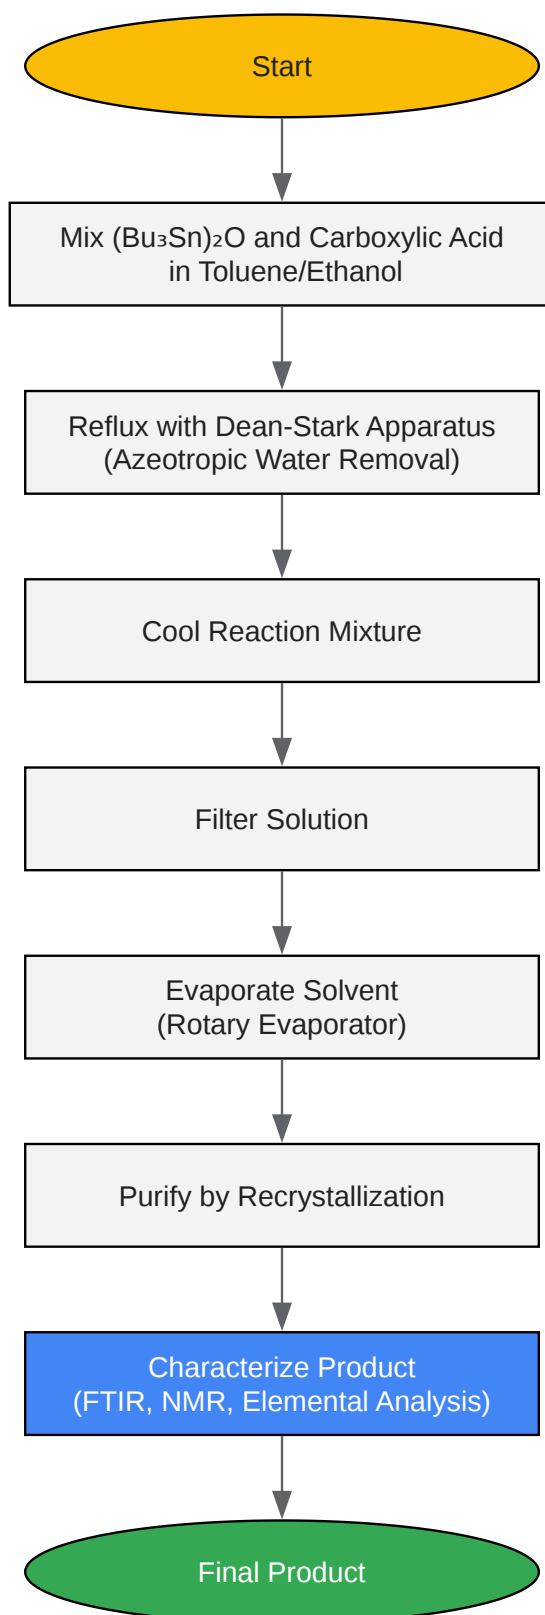 Start
Mix (Bu₃Sn)₂O and Carboxylic Acid
in Toluene/Ethanol
Reflux with Dean-Stark Apparatus
(Azeotropic Water Removal)
Cool Reaction Mixture
Filter Solution
Evaporate Solvent
(Rotary Evaporator)
Purify by Recrystallization
Characterize Product
(FTIR, NMR, Elemental Analysis)
Final Product